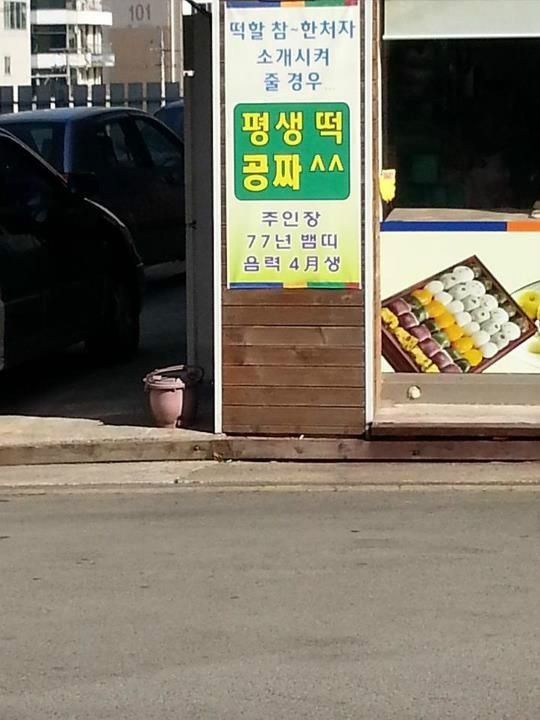 101
떡할 참~한처자
소개시켜
줄 경우...
평생 떡
공짜^^
주인장
77년 뱀띠
음력 4月생